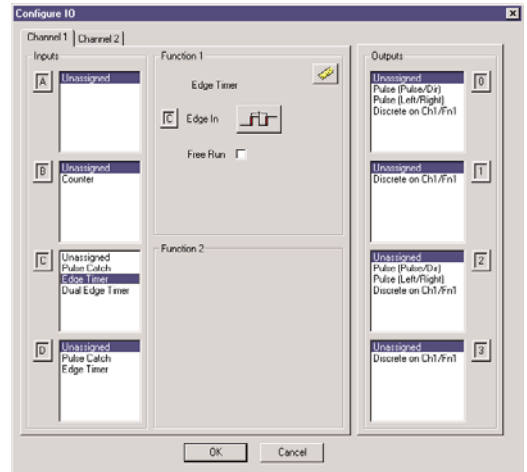 Configure IO
Channel 1
Channel 2
Inputs
A
Unassigned
B
Unassigned
Counter
C
Unassigned
Pulse Catch
Edge Timer
Dual Edge Timer
D
Unassigned
Pulse Catch
Edge Timer
Function 1
Edge Timer
C Edge In
Free Run
Function 2
Outputs
Unassigned
Pulse (Pulse/Dir)
Pulse (Left/Right)
Discrete on Ch1/Fn1
0
Unassigned
Discrete on Ch1/Fn1
1
Unassigned
Pulse (Pulse/Dir)
Pulse (Left/Right)
Discrete on Ch1/Fn1
2
Unassigned
Discrete on Ch1/Fn1
3
OK
Cancel